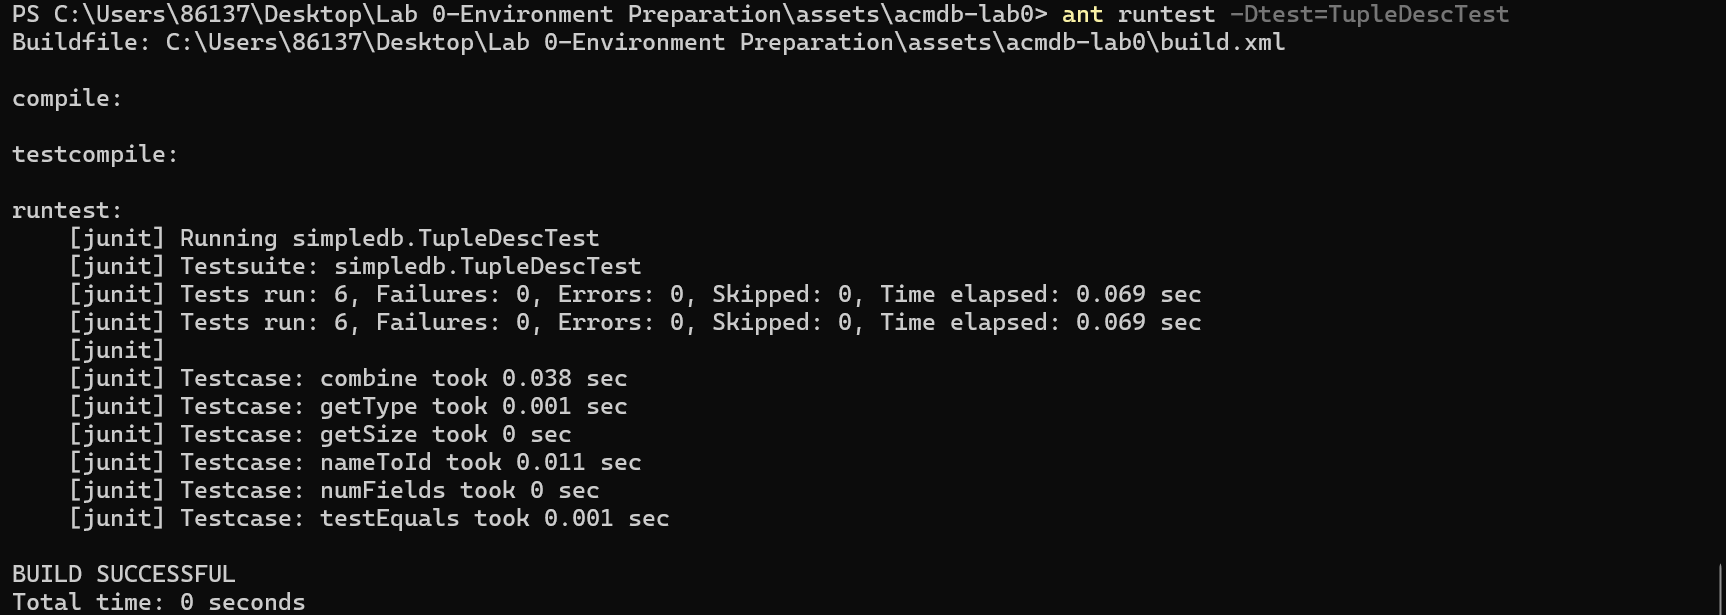 PS C:\Users\86137\Desktop\Lab 0-Environment Preparation\assets\acmdb-lab0> ant runtest -Dtest=TupleDescTest
Buildfile: C:\Users\86137\Desktop\Lab 0-Environment Preparation\assets\acmdb-lab0\build.xml
compile:
testcompile:
runtest:
[junit] Running simpledb.TupleDescTest
[junit] Testsuite: simpledb.TupleDescTest
[junit] Tests run: 6, Failures: 0, Errors: 0, Skipped: 0, Time elapsed: 0.069 sec
[junit] Tests run: 6, Failures: 0, Errors: 0, Skipped: 0, Time elapsed: 0.069 sec
[junit]
[junit] Testcase: combine took 0.038 sec
[junit] Testcase: getType took 0.001 sec
[junit] Testcase: getSize took 0 sec
[junit] Testcase: nameToId took 0.011 sec
[junit] Testcase: numFields took 0 sec
[junit] Testcase: testEquals took 0.001 sec
BUILD SUCCESSFUL
Total time: 0 seconds